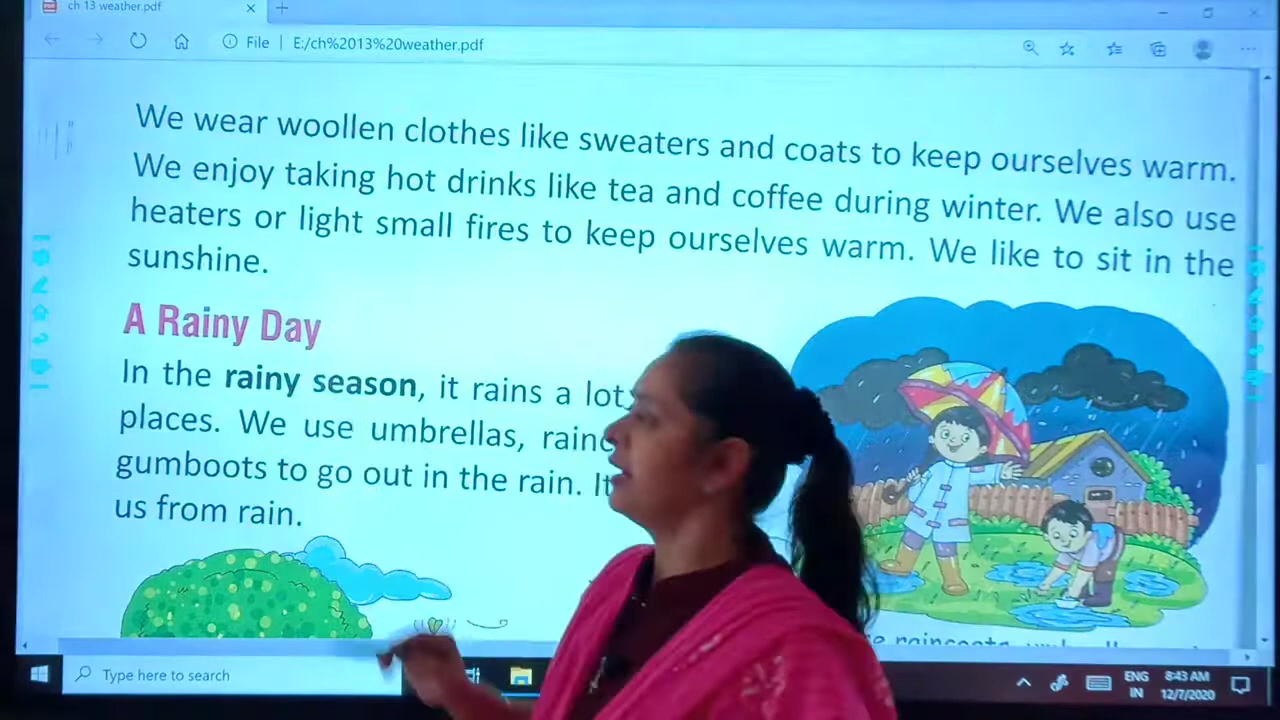 ch 13 weather.pdf
File | E:/ch%2013%20weather.pdf
We wear woollen clothes like sweaters and coats to keep ourselves warm.
We enjoy taking hot drinks like tea and coffee during winter. We also use
heaters or light small fires to keep ourselves warm. We like to sit in the
sunshine.
A Rainy Day
In the rainy season, it rains a lot
places. We use umbrellas,
gumboots to go out in the rain.
us from rain.
raincoats
Type here to search
ENG
IN
8:43 AM
12/7/2020